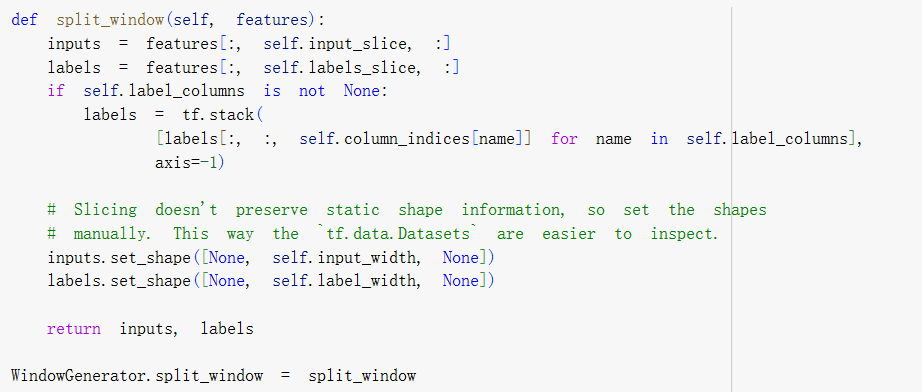 def split_window(self, features):
    inputs = features[:, self.input_slice, :]
    labels = features[:, self.labels_slice, :]
    if self.label_columns is not None:
        labels = tf.stack(
                [labels[:, :, self.column_indices[name]] for name in self.label_columns],
                axis=-1)

    # Slicing doesn't preserve static shape information, so set the shapes
    # manually. This way the `tf.data.Datasets` are easier to inspect.
    inputs.set_shape([None, self.input_width, None])
    labels.set_shape([None, self.label_width, None])

    return inputs, labels

WindowGenerator.split_window = split_window